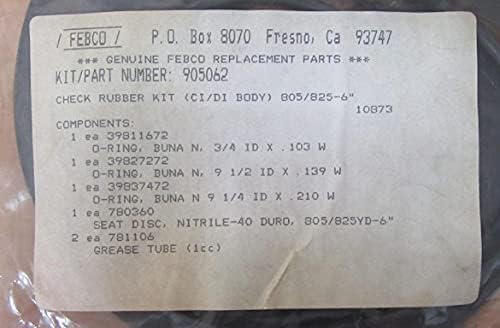 / FEBCO / P. O. Box 8070 Fresno, Ca 93747
*** GENUINE FEBCO REPLACEMENT PARTS ***
KIT/PART NUMBER: 905062
CHECK RUBBER KIT (CI/DI BODY) 805/825-6"
10873
COMPONENTS:
1 ea 39811672
O-RING, BUNA N, 3/4 ID X .103 W
1 ea 39827272
O-RING, BUNA N, 9 1/2 ID X .139 W
1 ea 39837472
O-RING, BUNA N 9 1/4 ID X .210 W
1 ea 780360
SEAT DISC, NITRILE-40 DURO, 805/825YD-6"
2 ea 781106
GREASE TUBE (1cc)